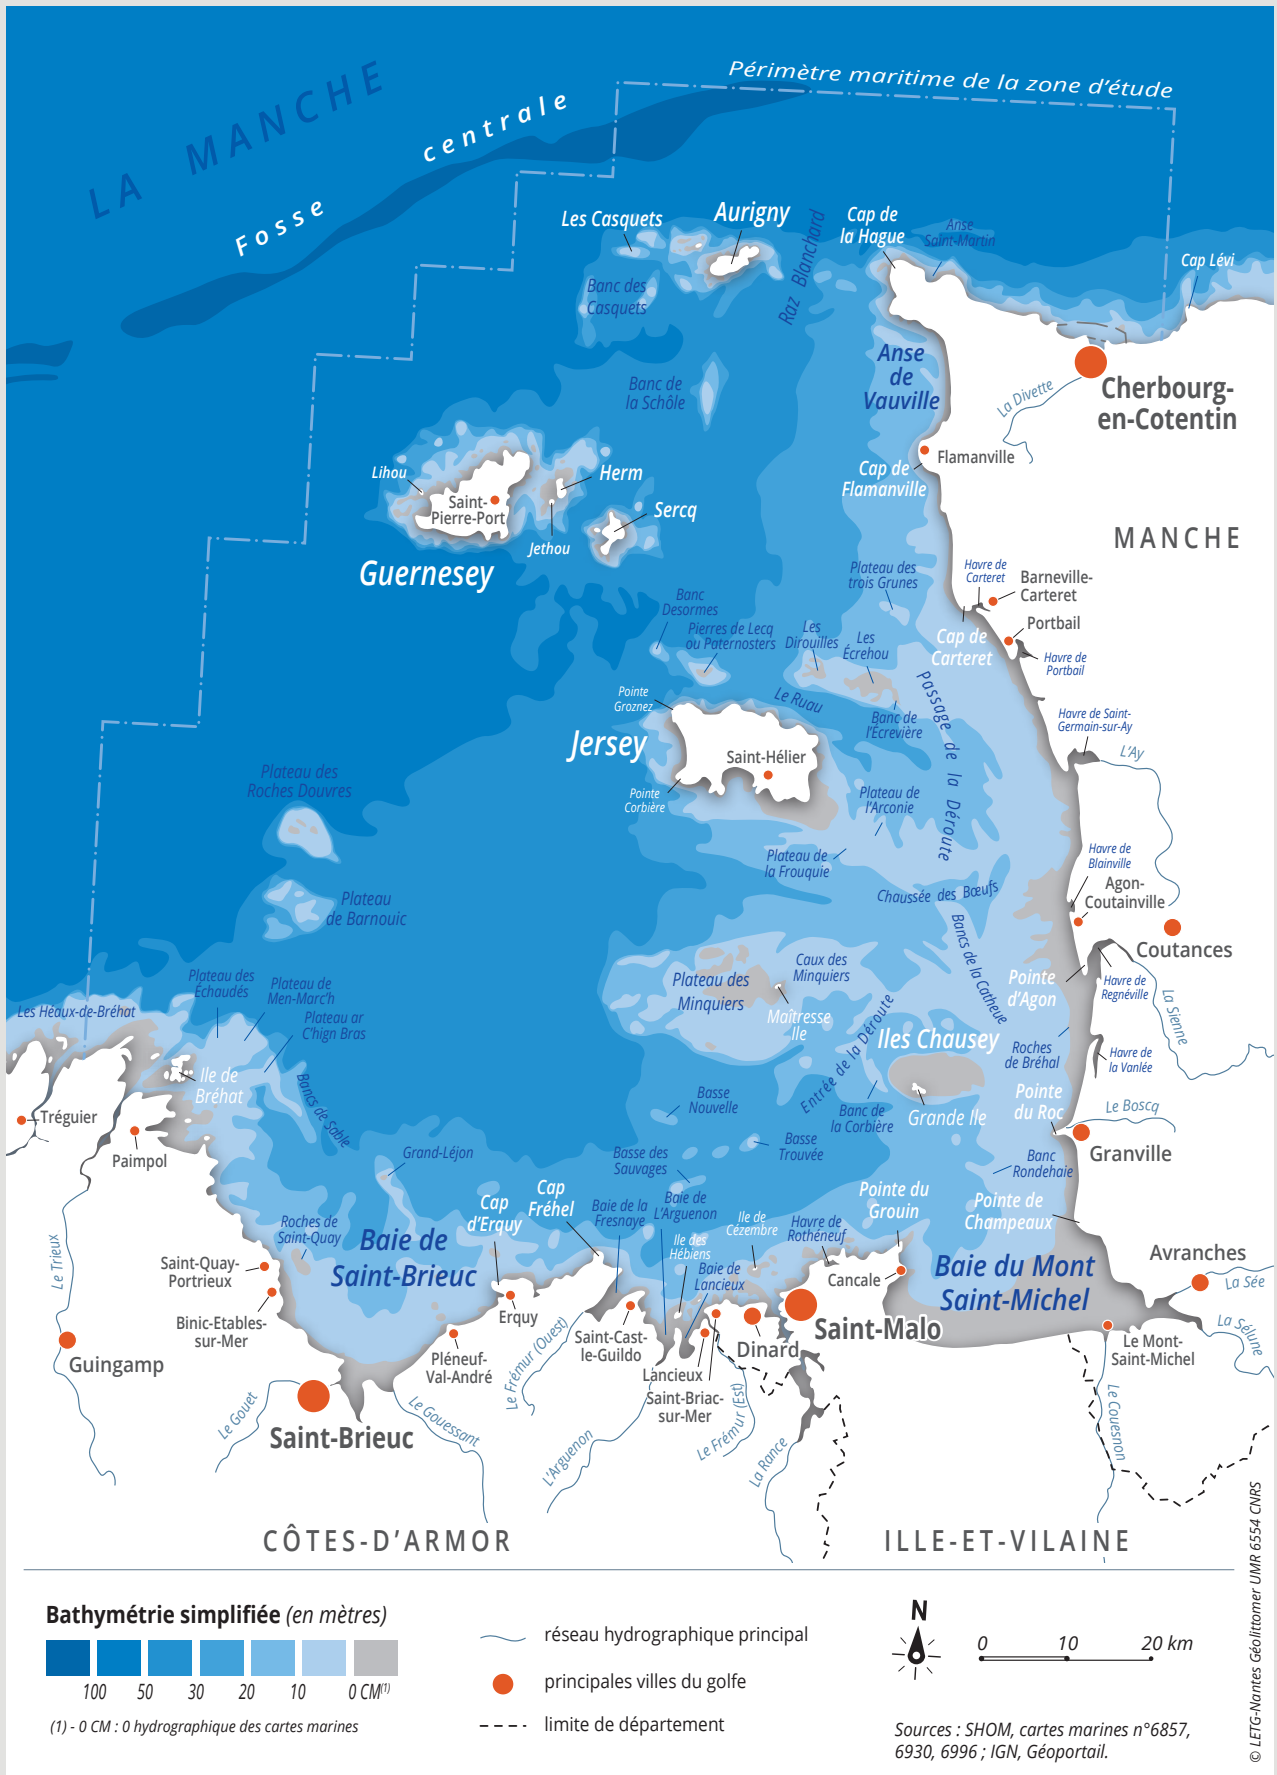 LA MANCHE
Fosse centrale
Périmètre maritime de la zone d’étude
Les Casquets
Aurigny
Raz Blanchard
Cap de
la Hague
Anse
Saint-Martin
Cap Lévi
Banc des
Casquets
Banc de
la Schôle
Anse
de
Vauville
La Divette
Cherbourg-
en-Cotentin
Flamanville
Cap de
Flamanville
Lihou
Saint-
Pierre-Port
Herm
Sercq
Jethou
Guernesey
MANCHE
Plateau des
trois Grunes
Havre de
Carteret
Barneville-
Carteret
Portbail
Cap de
Carteret
Havre de
Portbail
Banc
Desormes
Pierres de Lecq
ou Paternosters
Les
Dirouilles
Les
Écrehou
Pointe
Groznez
Le Ruau
Banc de
l’Écrevière
Passage de la Déroute
Havre de Saint-
Germain-sur-Ay
L’Ay
Jersey
Saint-Hélier
Pointe
Corbière
Plateau des
Roches Douvres
Plateau de
l’Arconie
Plateau de
la Frouquie
Havre de
Blainville
Agon-
Coutainville
Chaussée des Bœufs
Coutances
Plateau
de Barnouic
Bancs de la Catheue
Plateau des
Minquiers
Caux des
Minquiers
Maîtresse
Ile
Pointe
d’Agon
Havre de
Regnéville
La Sienne
Plateau des
Échaudés
Plateau de
Men-Marc’h
Plateau ar
C’hign Bras
Les Héaux-de-Bréhat
Entrée de la Déroute
Iles Chausey
Roches
de Bréhal
Havre de
la Vanlée
Ile de
Bréhat
Bancs de Sable
Tréguier
Paimpol
Basse
Nouvelle
Banc de
la Corbière
Grande Ile
Pointe
du Roc
Le Boscq
Granville
Basse
Trouvée
Grand-Léjon
Basse des
Sauvages
Banc
Rondehaie
Cap
d’Erquy
Cap
Fréhel
Baie de la
Fresnaye
Baie de
L’Arguenon
Ile de
Cézembre
Havre de
Rothéneuf
Pointe du
Grouin
Pointe de
Champeaux
Roches de
Saint-Quay
Baie de
Saint-Brieuc
Ile des
Hébiens
Baie de
Lancieux
Avranches
La Sée
Le Trieux
Saint-Quay-
Portrieux
Cancale
Baie du Mont
Saint-Michel
Binic-Etables-
sur-Mer
Erquy
Saint-Malo
La Sélune
Guingamp
Pléneuf-
Val-André
Le Frémur (Ouest)
Saint-Cast-
le-Guildo
Dinard
Le Mont-
Saint-Michel
Lancieux
Saint-Briac-
sur-Mer
Le Gouet
Saint-Brieuc
Le Gouessant
L’Arguenon
Le Frémur (Est)
La Rance
Le Couesnon
CÔTES-D’ARMOR
ILLE-ET-VILAINE
Bathymétrie simplifiée (en mètres)
100 50 30 20 10 0 CM(1)
(1) - 0 CM : 0 hydrographique des cartes marines
réseau hydrographique principal
principales villes du golfe
limite de département
N
0 10 20 km
Sources : SHOM, cartes marines n°6857,
6930, 6996 ; IGN, Géoportail.
© LETG-Nantes Géolittomer UMR 6554 CNRS